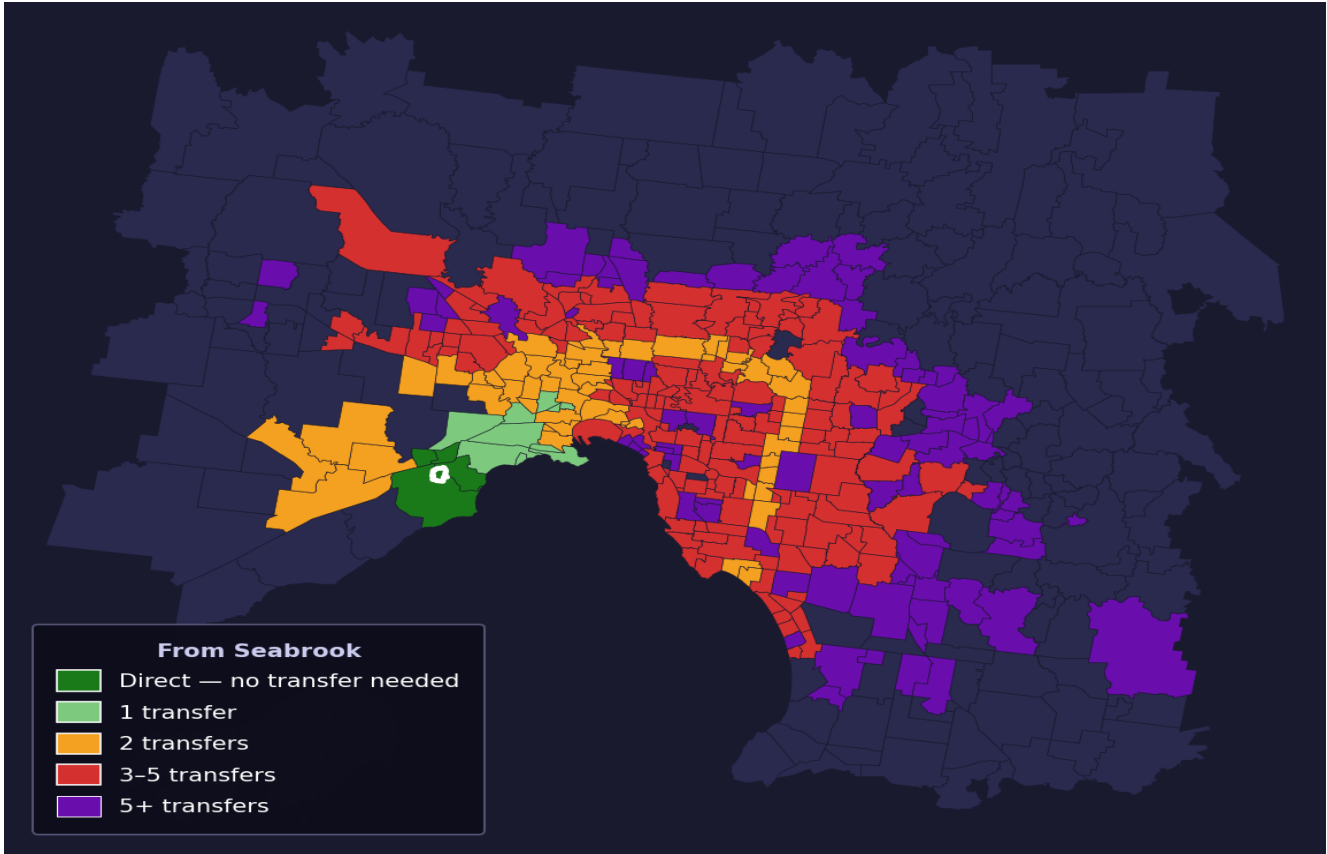 From Seabrook
Direct — no transfer needed
1 transfer
2 transfers
3–5 transfers
5+ transfers